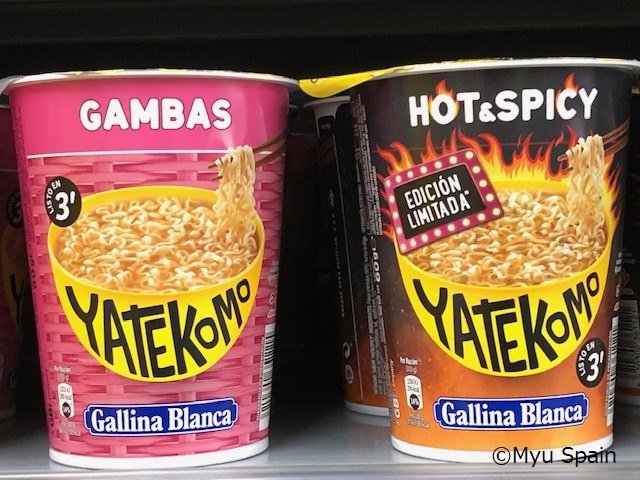 GAMBAS
LISTO EN
3'
YATEKOMO
Gallina Blanca
HOT&SPICY
EDICIÓN
LIMITADA
YATEKOMO
LISTO EN
3'
Gallina Blanca
©Myu Spain